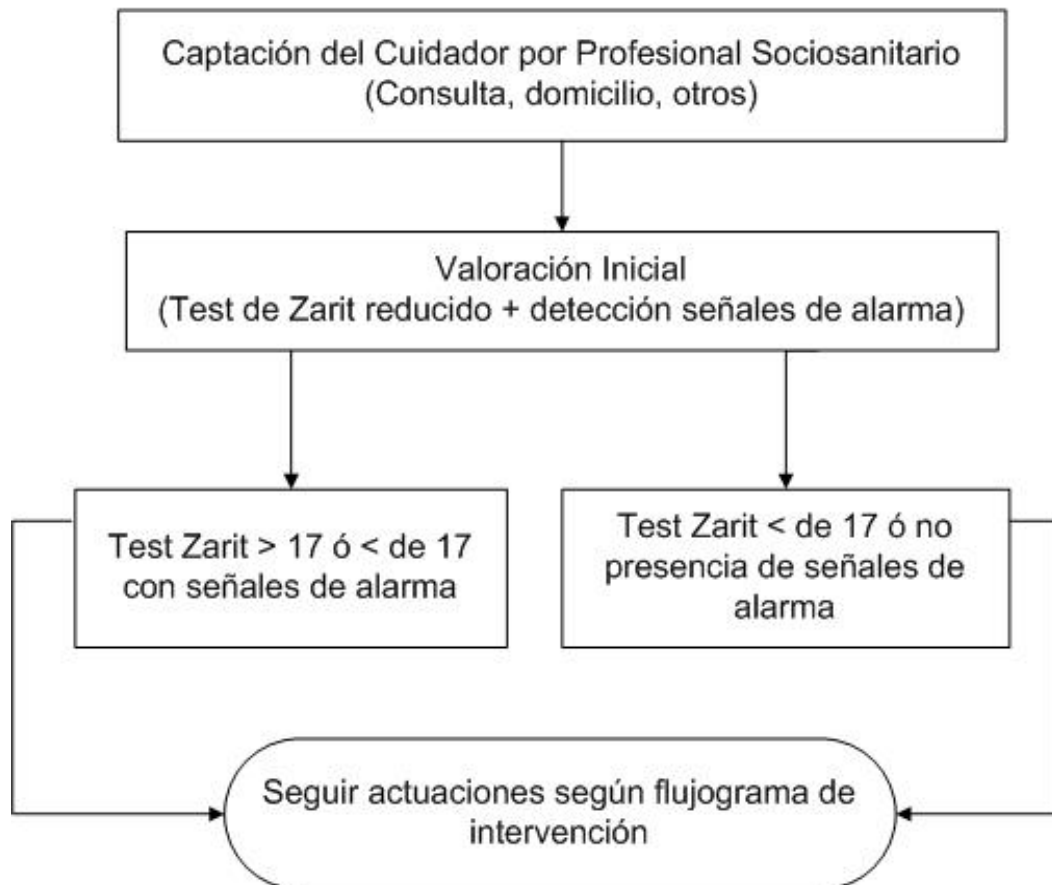 Captación del Cuidador por Profesional Sociosanitario
(Consulta, domicilio, otros)
Valoración Inicial
(Test de Zarit reducido + detección señales de alarma)
Test Zarit > 17 ó < de 17
con señales de alarma
Test Zarit < de 17 ó no
presencia de señales de
alarma
Seguir actuaciones según flujograma de
intervención